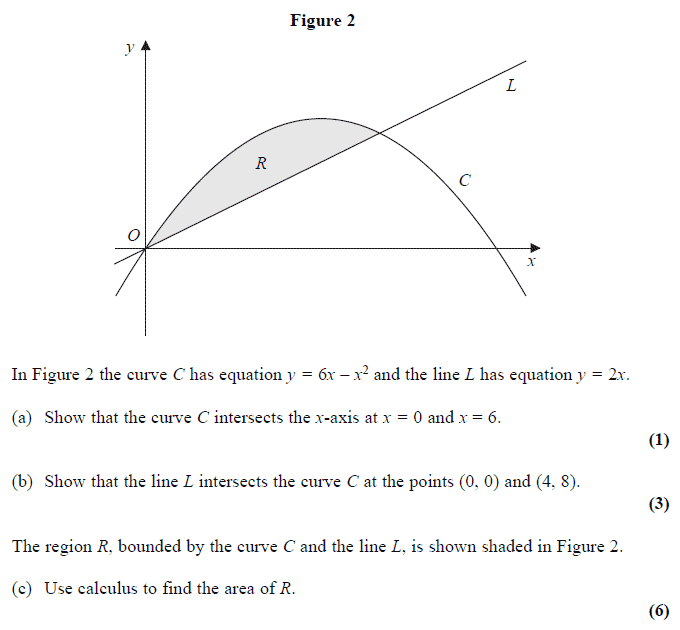 Figure 2
y
L
R
C
O
x
In Figure 2 the curve C has equation y = 6x – x² and the line L has equation y = 2x.
(a) Show that the curve C intersects the x-axis at x = 0 and x = 6.
(1)
(b) Show that the line L intersects the curve C at the points (0, 0) and (4, 8).
(3)
The region R, bounded by the curve C and the line L, is shown shaded in Figure 2.
(c) Use calculus to find the area of R.
(6)